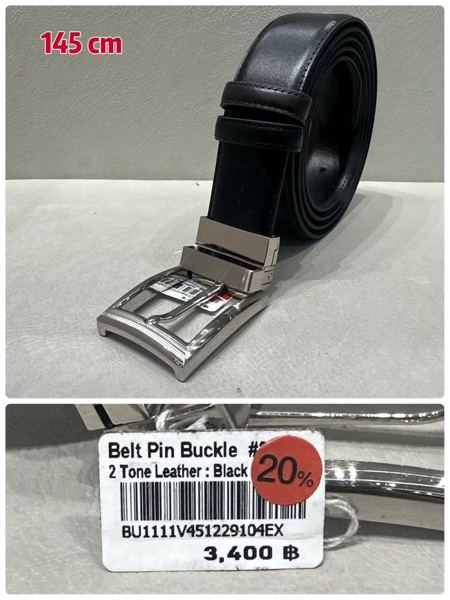 145 cm
Belt Pin Buckle
2 Tone Leather : Black
20%
BU1111V451229104EX
3,400 ฿